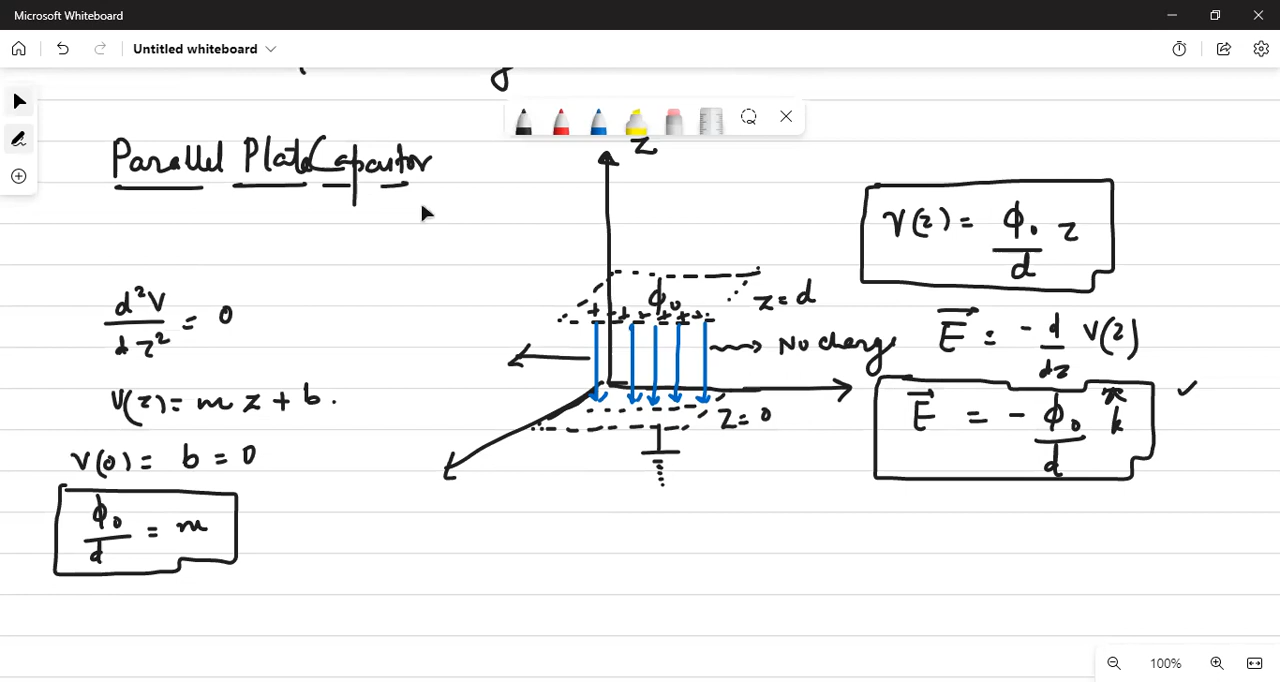 Microsoft Whiteboard
Untitled whiteboard
Parallel Plate Capacitor
z
V(z) = ϕ₀/d z
ϕ₀
z = d
+ + + + + +
d²V/dz² = 0
No charge
E⃗ = - d/dz V(z)
V(z) = m z + b.
z = 0
E⃗ = - ϕ₀/d k̂ ✓
V(0) = b = 0
ϕ₀/d = m
100%